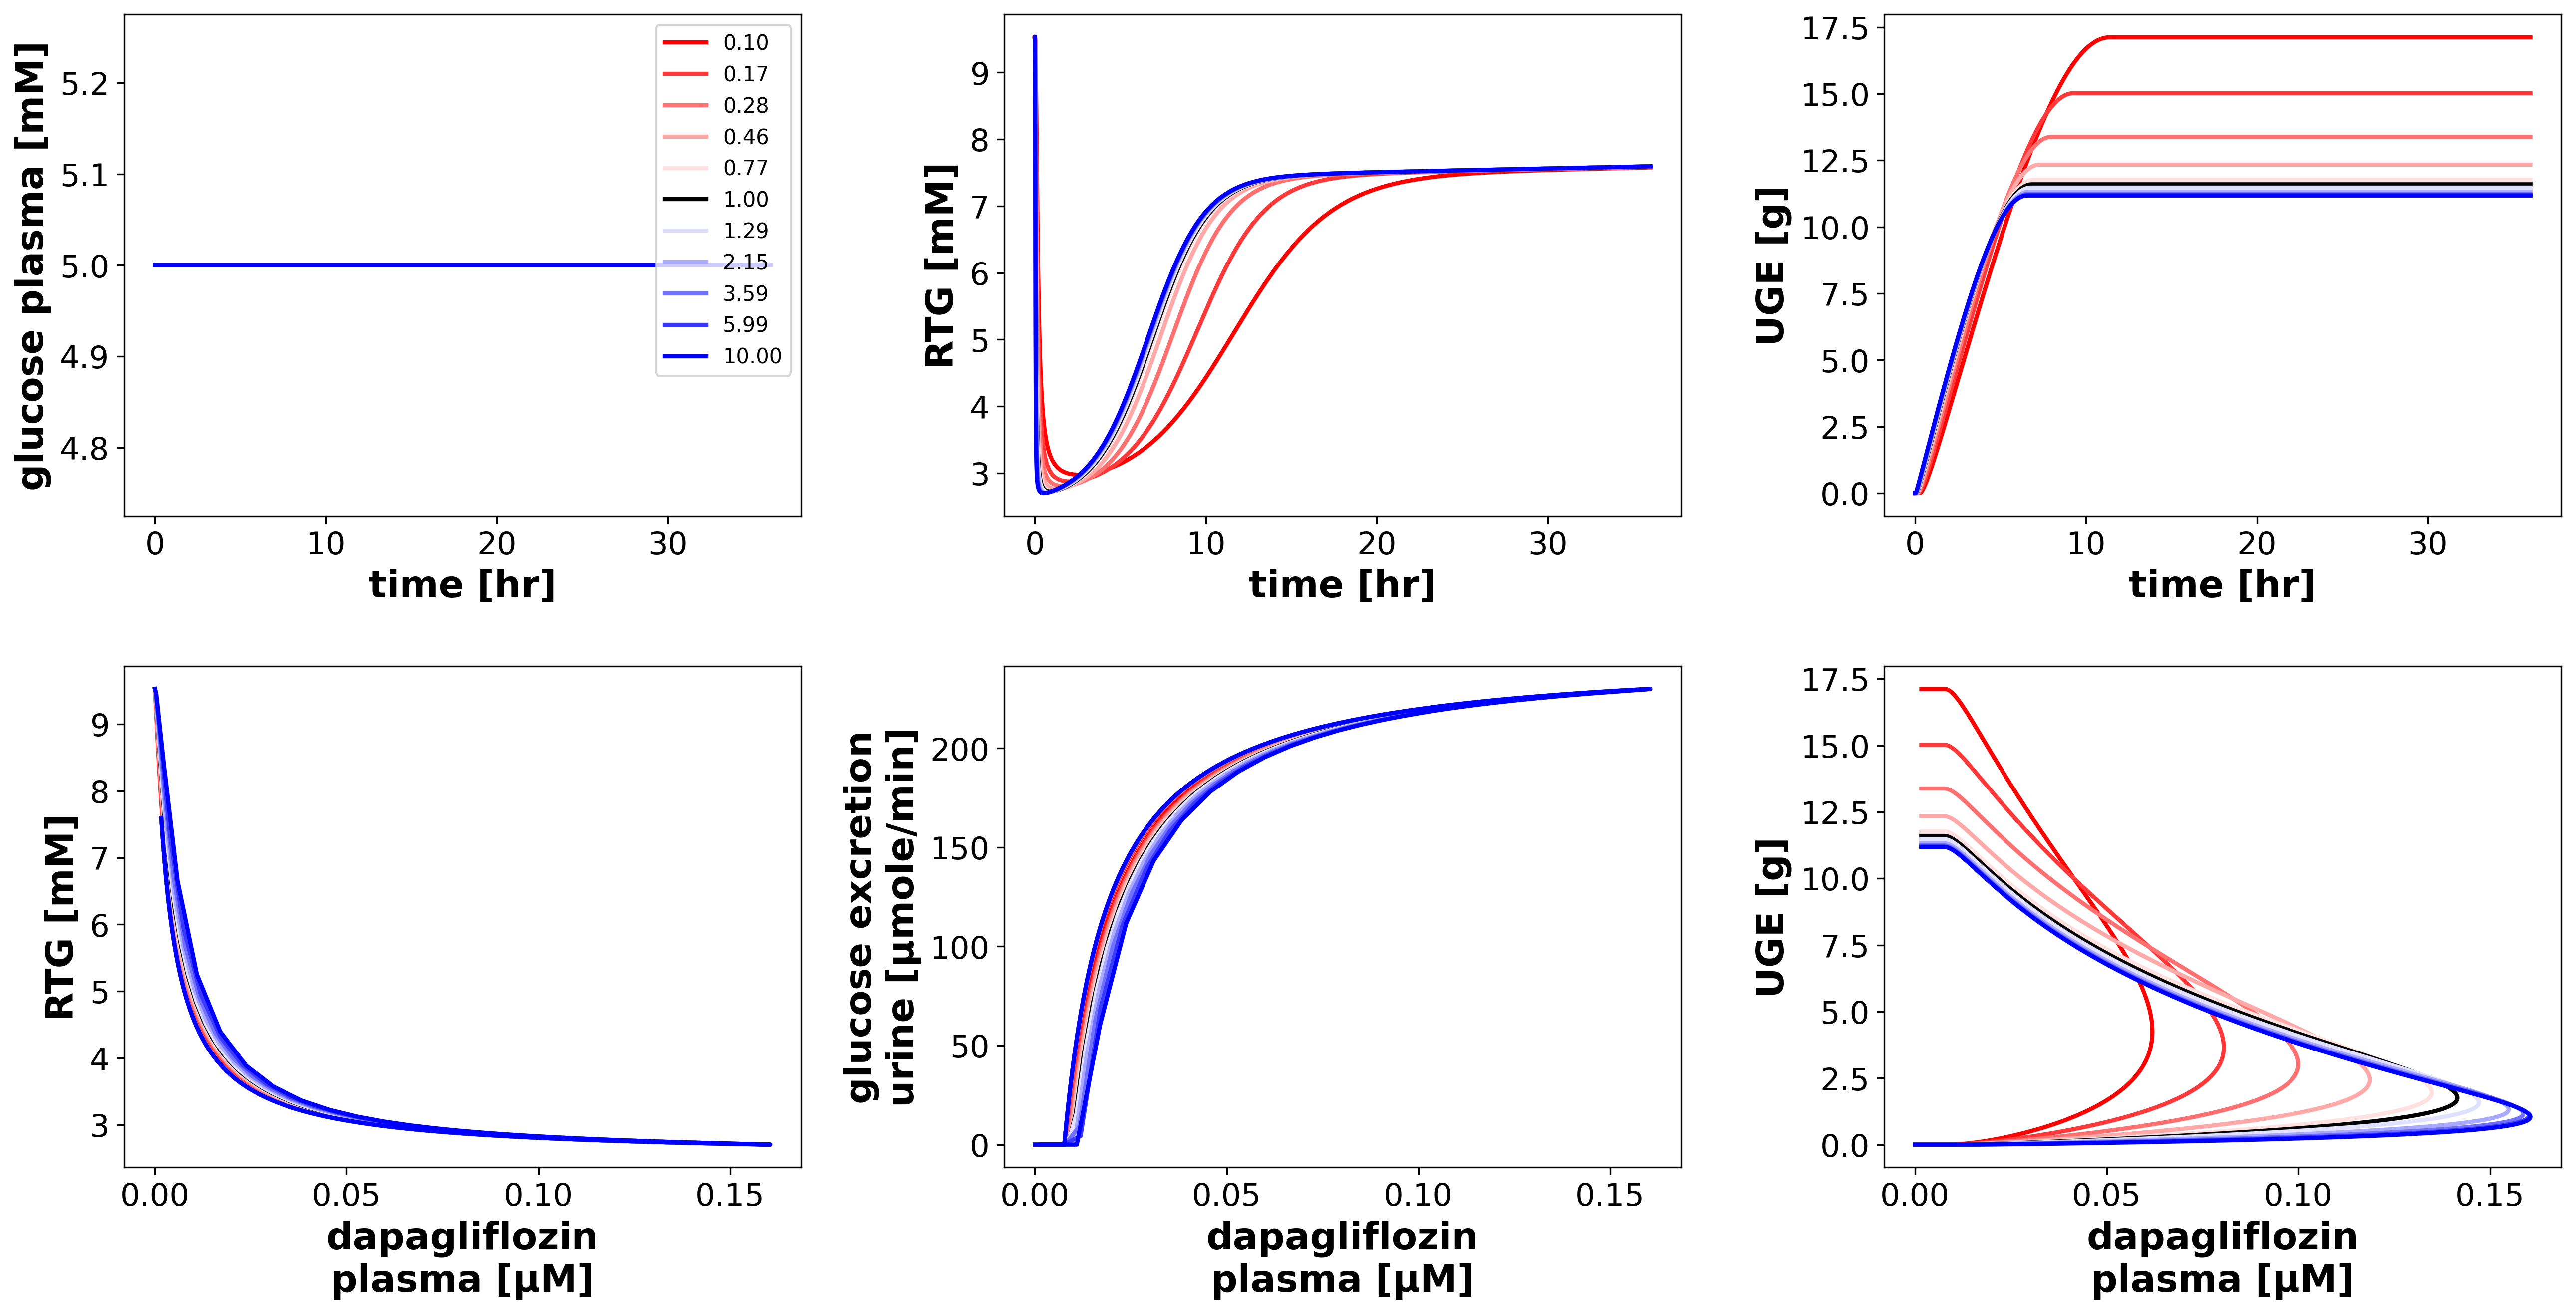 glucose plasma [mM]
5.2
5.1
5.0
4.9
4.8
0.10
0.17
0.28
0.46
0.77
1.00
1.29
2.15
3.59
5.99
10.00
0 10 20 30
time [hr]
RTG [mM]
9
8
7
6
5
4
3
0 10 20 30
time [hr]
UGE [g]
17.5
15.0
12.5
10.0
7.5
5.0
2.5
0.0
0 10 20 30
time [hr]
RTG [mM]
9
8
7
6
5
4
3
0.00 0.05 0.10 0.15
dapagliflozin
plasma [µM]
glucose excretion
urine [µmole/min]
200
150
100
50
0
0.00 0.05 0.10 0.15
dapagliflozin
plasma [µM]
UGE [g]
17.5
15.0
12.5
10.0
7.5
5.0
2.5
0.0
0.00 0.05 0.10 0.15
dapagliflozin
plasma [µM]